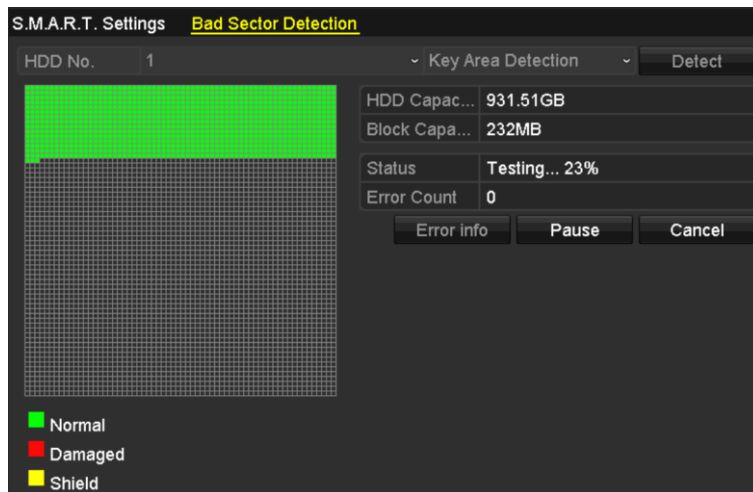 S.M.A.R.T. Settings Bad Sector Detection
HDD No. 1 Key Area Detection Detect
HDD Capac... 931.51GB
Block Capa... 232MB
Status Testing... 23%
Error Count 0
Error info Pause Cancel
Normal
Damaged
Shield